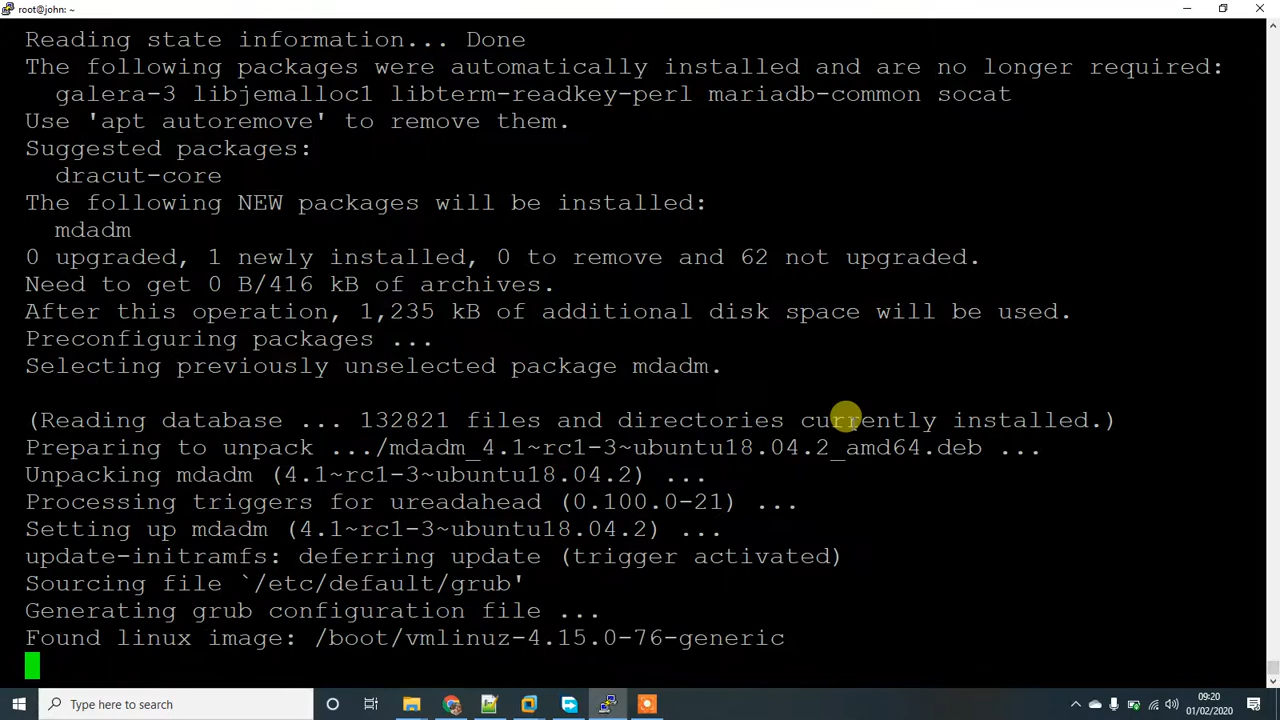 root@john: ~
Reading state information... Done
The following packages were automatically installed and are no longer required:
  galera-3 libjemalloc1 libterm-readkey-perl mariadb-common socat
Use 'apt autoremove' to remove them.
Suggested packages:
  dracut-core
The following NEW packages will be installed:
  mdadm
0 upgraded, 1 newly installed, 0 to remove and 62 not upgraded.
Need to get 0 B/416 kB of archives.
After this operation, 1,235 kB of additional disk space will be used.
Preconfiguring packages ...
Selecting previously unselected package mdadm.
(Reading database ... 132821 files and directories currently installed.)
Preparing to unpack .../mdadm_4.1~rc1-3~ubuntu18.04.2_amd64.deb ...
Unpacking mdadm (4.1~rc1-3~ubuntu18.04.2) ...
Processing triggers for ureadahead (0.100.0-21) ...
Setting up mdadm (4.1~rc1-3~ubuntu18.04.2) ...
update-initramfs: deferring update (trigger activated)
Sourcing file `/etc/default/grub'
Generating grub configuration file ...
Found linux image: /boot/vmlinuz-4.15.0-76-generic
Type here to search
09:20
01/02/2020